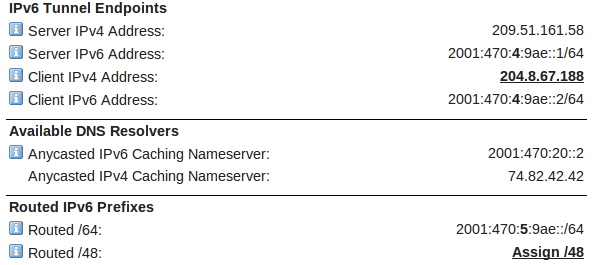 IPv6 Tunnel Endpoints
Server IPv4 Address: 209.51.161.58
Server IPv6 Address: 2001:470:4:9ae::1/64
Client IPv4 Address: 204.8.67.188
Client IPv6 Address: 2001:470:4:9ae::2/64
Available DNS Resolvers
Anycasted IPv6 Caching Nameserver: 2001:470:20::2
Anycasted IPv4 Caching Nameserver: 74.82.42.42
Routed IPv6 Prefixes
Routed /64: 2001:470:5:9ae::/64
Routed /48: Assign /48